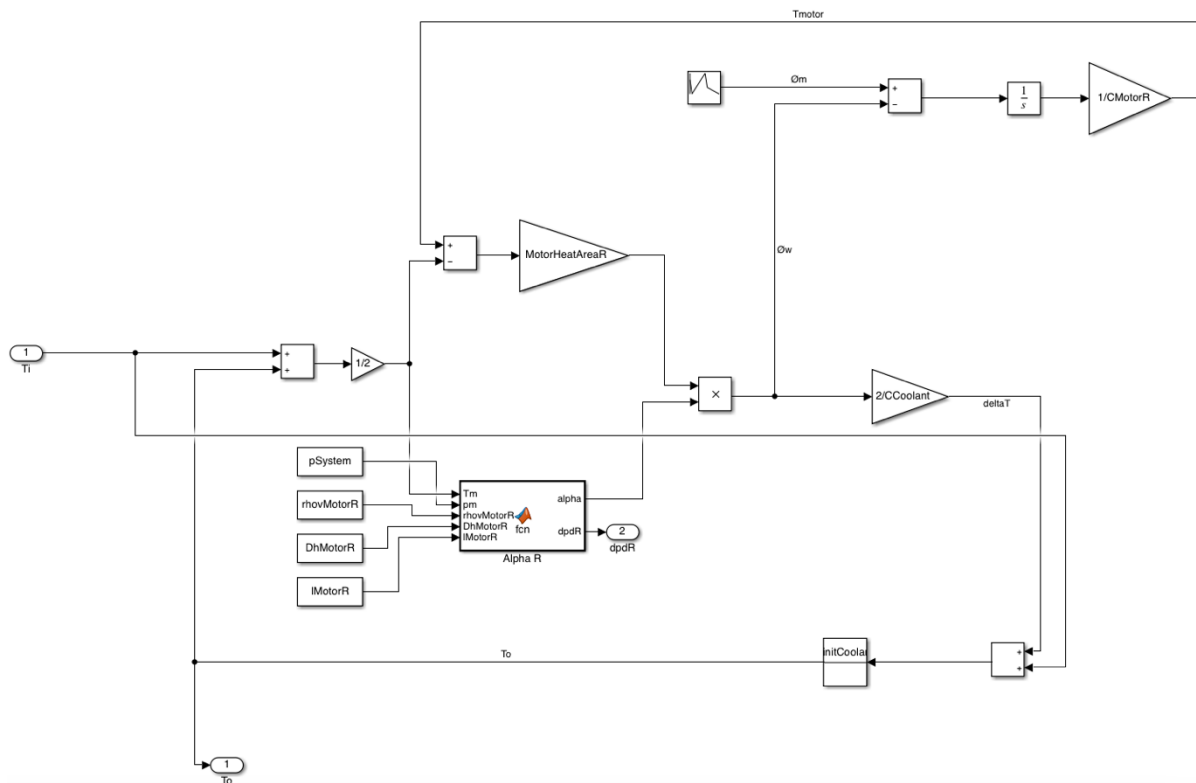 Tmotor
Øm
+
−
1
s
1/CMotorR
+
−
MotorHeatAreaR
Øw
1
Ti
+
+
1/2
×
2/CCoolant
deltaT
pSystem
rhovMotorR
DhMotorR
lMotorR
Tm
pm
rhovMotorR
DhMotorR
lMotorR
fcn
alpha
dpdR
Alpha R
2
dpdR
To
nitCoolan
+
+
1
To